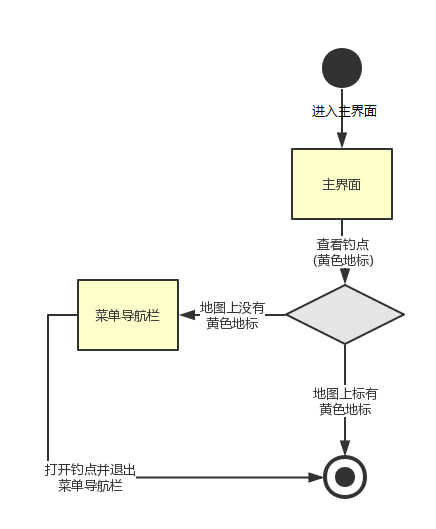 进入主界面
主界面
查看钓点
(黄色地标)
地图上没有
黄色地标
菜单导航栏
地图上标有
黄色地标
打开钓点并退出
菜单导航栏